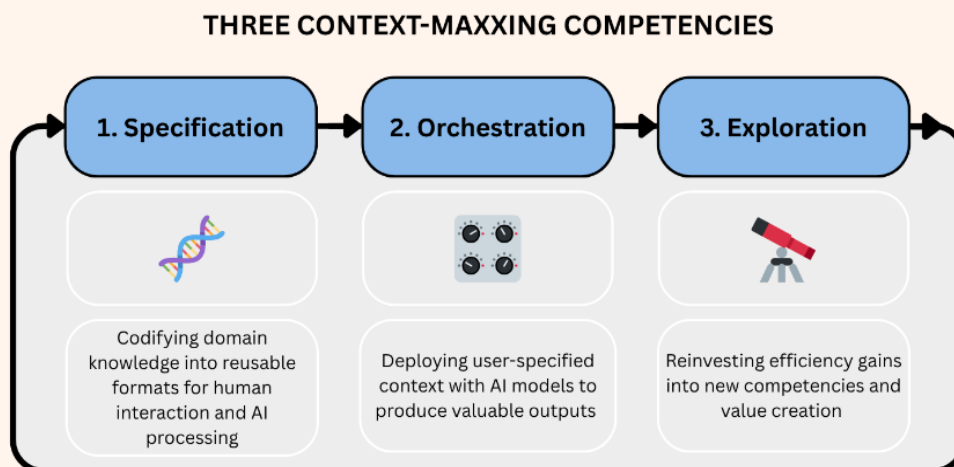 THREE CONTEXT-MAXXING COMPETENCIES
1. Specification
2. Orchestration
3. Exploration
Codifying domain
knowledge into reusable
formats for human
interaction and AI
processing
Deploying user-specified
context with AI models to
produce valuable outputs
Reinvesting efficiency gains
into new competencies and
value creation